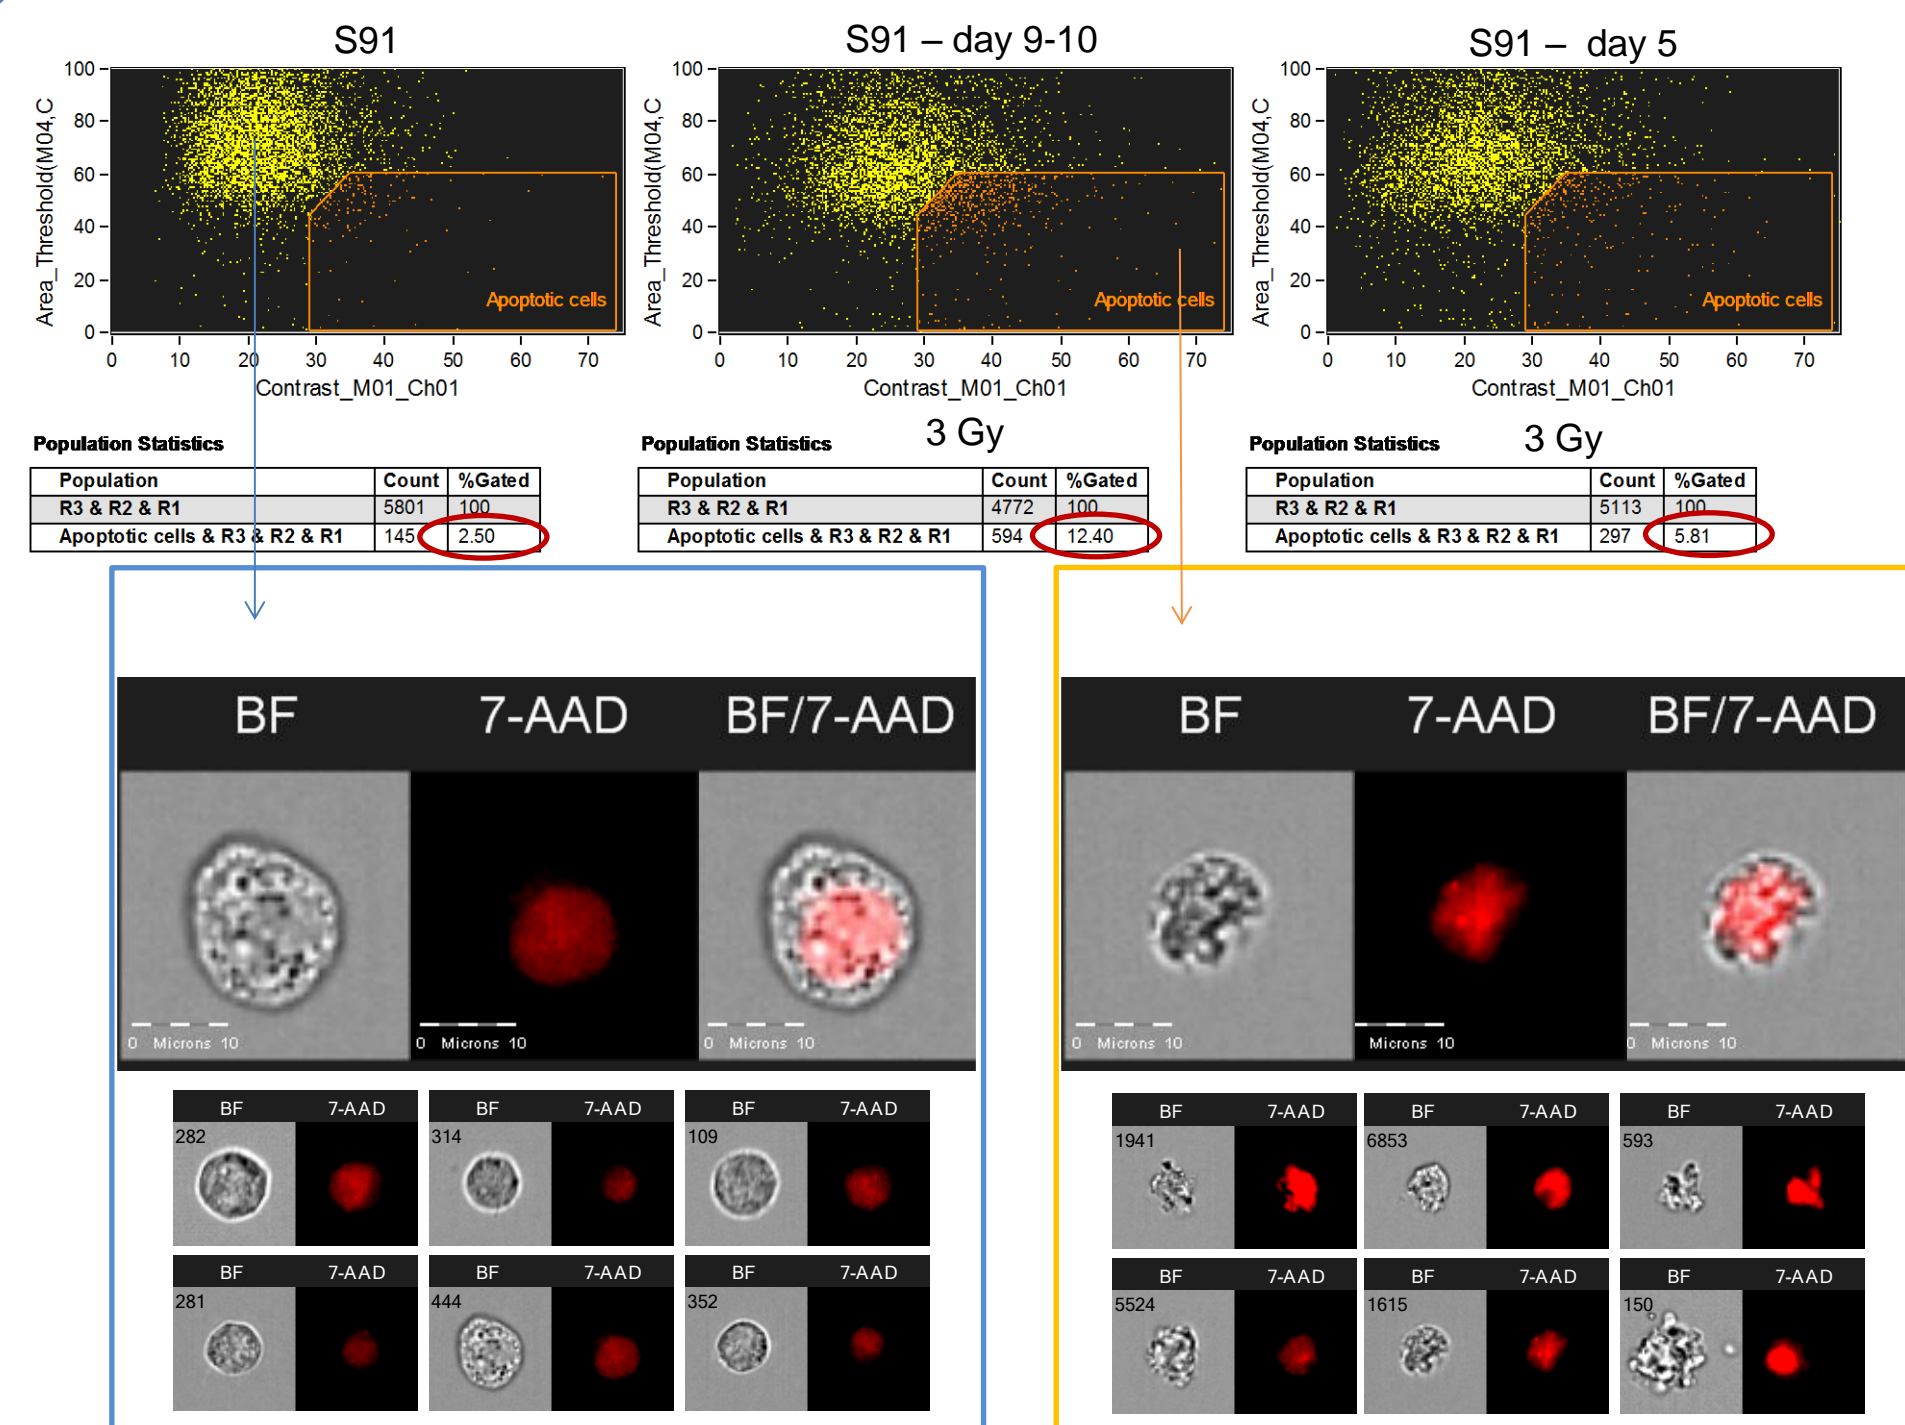 S91
S91 – day 9-10
S91 – day 5
100
80
60
40
20
0
Area_Threshold(M04,C
Apoptotic cells
0 10 20 30 40 50 60 70
Contrast_M01_Ch01
100
80
60
40
20
0
Area_Threshold(M04,C
Apoptotic cells
0 10 20 30 40 50 60 70
Contrast_M01_Ch01
100
80
60
40
20
0
Area_Threshold(M04,C
Apoptotic cells
0 10 20 30 40 50 60 70
Contrast_M01_Ch01
Population Statistics
Population Count %Gated
R3 & R2 & R1 5801 100
Apoptotic cells & R3 & R2 & R1 145 2.50
3 Gy
Population Statistics
Population Count %Gated
R3 & R2 & R1 4772 100
Apoptotic cells & R3 & R2 & R1 594 12.40
3 Gy
Population Statistics
Population Count %Gated
R3 & R2 & R1 5113 100
Apoptotic cells & R3 & R2 & R1 297 5.81
BF 7-AAD BF/7-AAD
0 Microns 10 0 Microns 10 0 Microns 10
BF 7-AAD BF 7-AAD BF 7-AAD
282 314 109
BF 7-AAD BF 7-AAD BF 7-AAD
281 444 352
BF 7-AAD BF/7-AAD
0 Microns 10 Microns 10 0 Microns 10
BF 7-AAD BF 7-AAD BF 7-AAD
1941 6853 593
BF 7-AAD BF 7-AAD BF 7-AAD
5524 1615 150